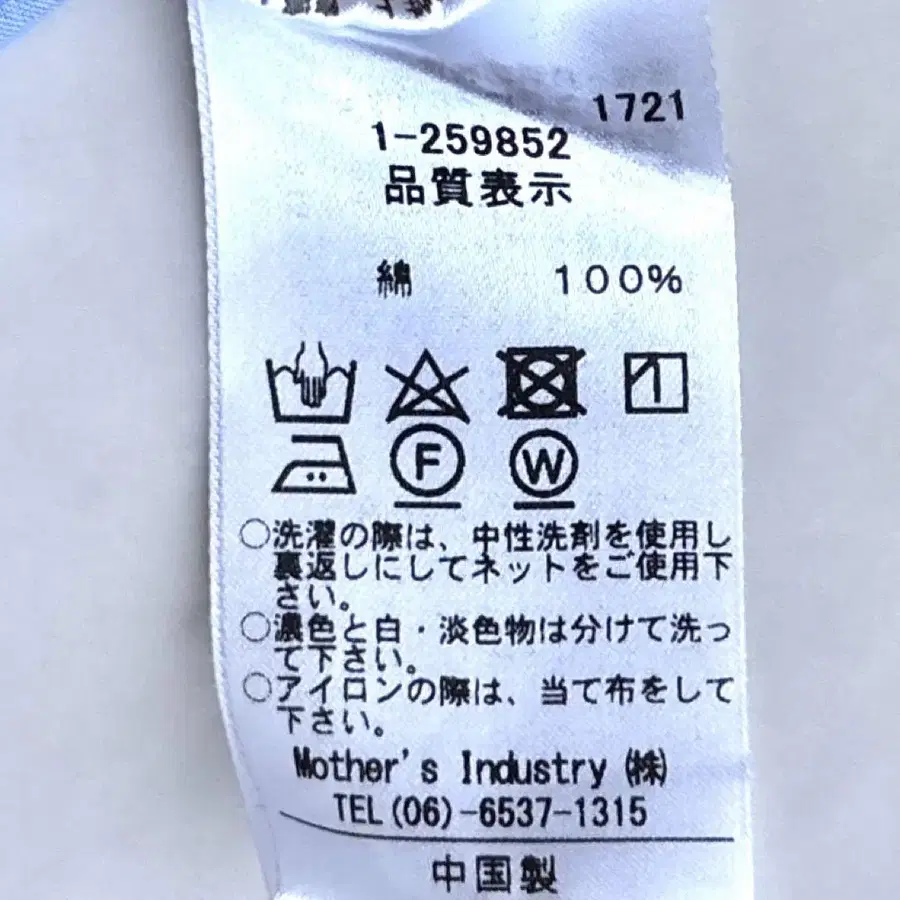 1721
1-259852
品質表示
綿 100%
F W
○洗濯の際は、中性洗剤を使用し
裏返しにしてネットをご使用下
さい。
○濃色と白・淡色物は分けて洗っ
て下さい。
○アイロンの際は、当て布をして
下さい。
Mother's Industry ㈱
TEL(06)-6537-1315
中国製